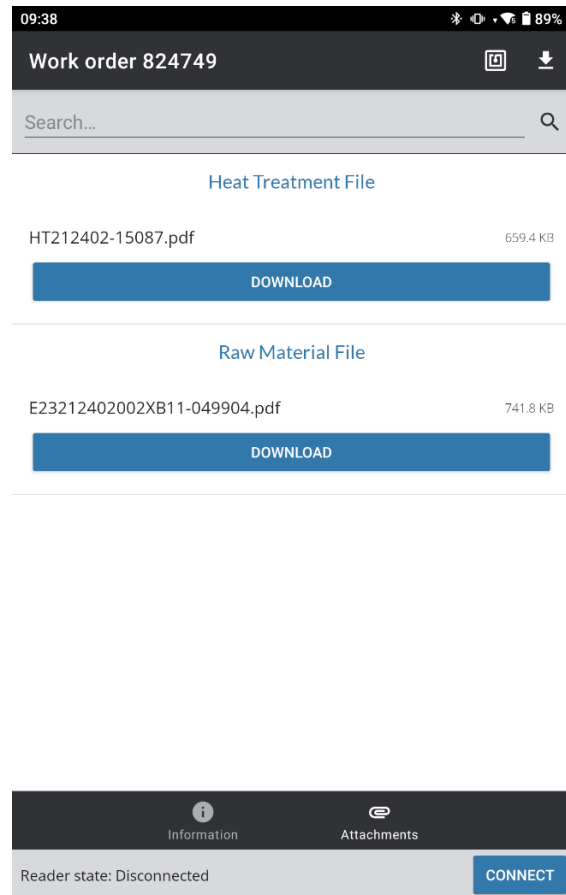 09:38 89%
Work order 824749
Search...
Heat Treatment File
HT212402-15087.pdf 659.4 KB
DOWNLOAD
Raw Material File
E23212402002XB11-049904.pdf 741.8 KB
DOWNLOAD
Information Attachments
Reader state: Disconnected CONNECT